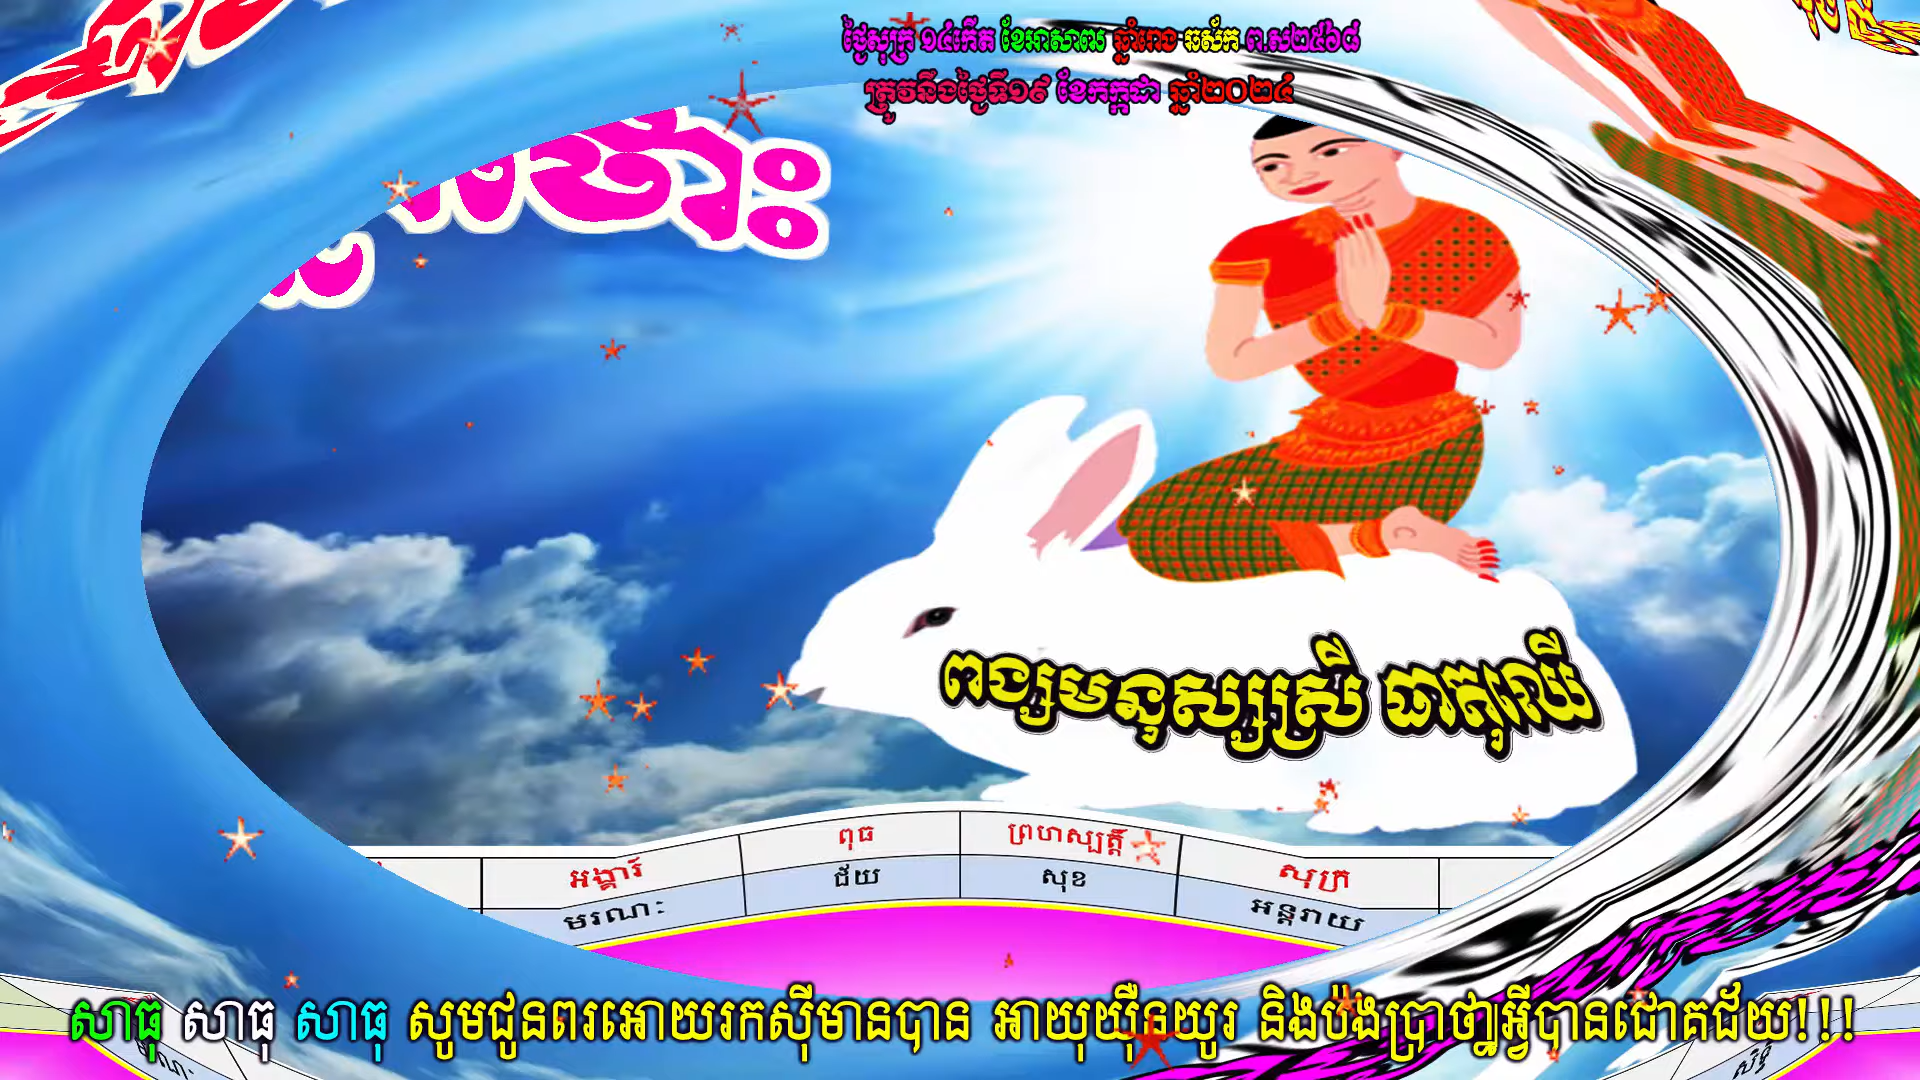 ថ្ងៃសុក្រ ១៤កើត ខែអាសាឍ ឆ្នាំរោង ឆស័ក ព.ស២៥៦៨
ត្រូវនឹងថ្ងៃទី១៩ ខែកក្កដា ឆ្នាំ២០២៤
ពង្សមនុស្សស្រី ធាតុឈើ
អង្គារ៍ ពុធ ព្រហស្បត្តិ៍ សុក្រ
មរណៈ ជ័យ សុខ អន្តរាយ
សាធុ សាធុ សាធុ សូមជូនពរអោយរកស៊ីមានបាន អាយុយ៉ឺនយូរ និងប៉ងប្រាថ្នាអ្វីបានជោគជ័យ!!!